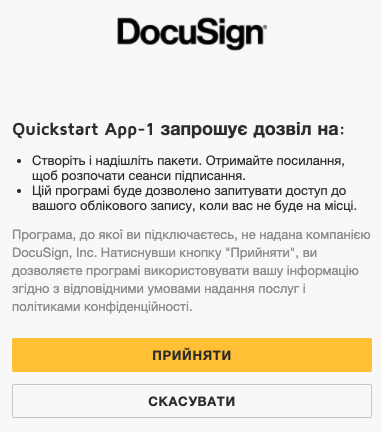 DocuSign
Quickstart App-1 запрошує дозвіл на:
• Створіть і надішліть пакети. Отримайте посилання,
щоб розпочати сеанси підписання.
• Цій програмі буде дозволено запитувати доступ до
вашого облікового запису, коли вас не буде на місці.
Програма, до якої ви підключаєтесь, не надана компанією
DocuSign, Inc. Натиснувши кнопку "Прийняти", ви
дозволяєте програмі використовувати вашу інформацію
згідно з відповідними умовами надання послуг і
політиками конфіденційності.
ПРИЙНЯТИ
СКАСУВАТИ